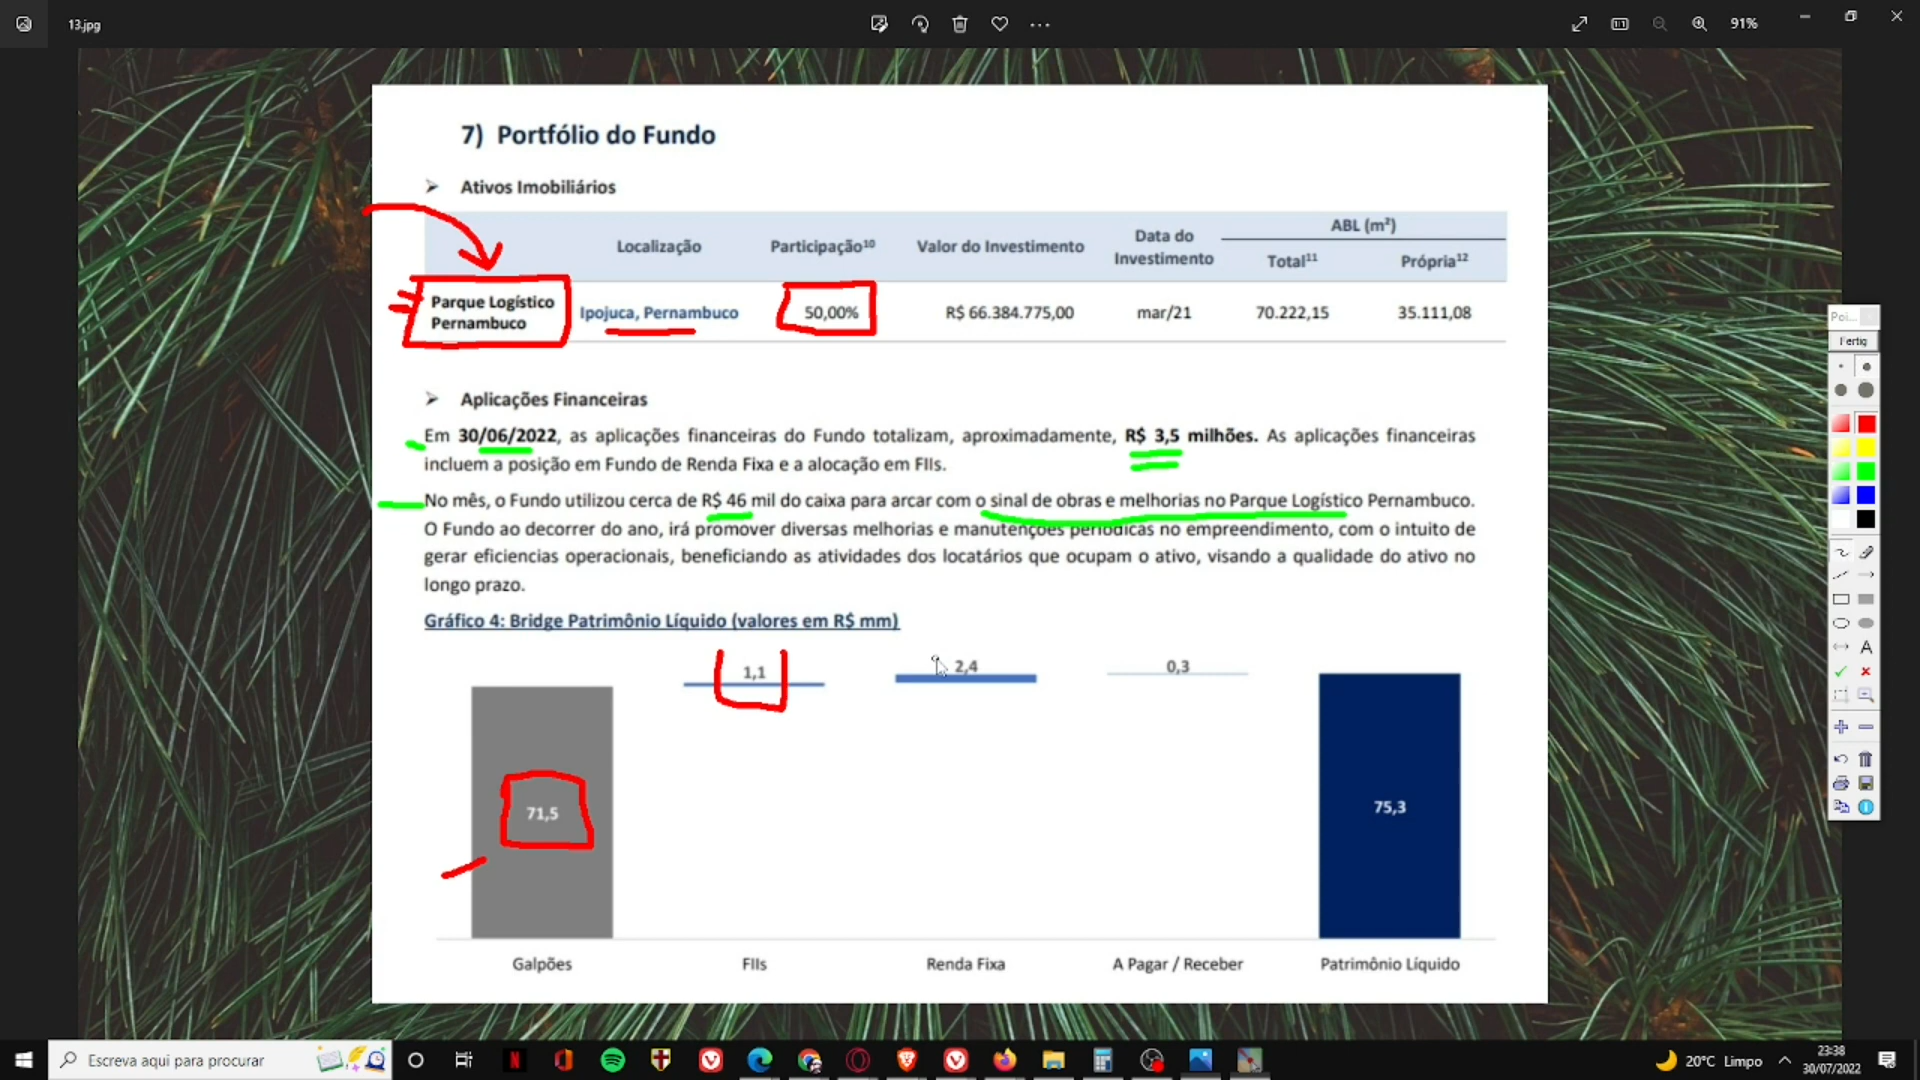 13.jpg
91%
7) Portfólio do Fundo
Ativos Imobiliários
Localização
Participação¹⁰
Valor do Investimento
Data do
Investimento
ABL (m²)
Total¹¹
Própria¹²
Parque Logístico
Pernambuco
Ipojuca, Pernambuco
50,00%
R$ 66.384.775,00
mar/21
70.222,15
35.111,08
Aplicações Financeiras
Em 30/06/2022, as aplicações financeiras do Fundo totalizam, aproximadamente, R$ 3,5 milhões. As aplicações financeiras
incluem a posição em Fundo de Renda Fixa e a alocação em FIIs.
No mês, o Fundo utilizou cerca de R$ 46 mil do caixa para arcar com o sinal de obras e melhorias no Parque Logístico Pernambuco.
O Fundo ao decorrer do ano, irá promover diversas melhorias e manutenções periódicas no empreendimento, com o intuito de
gerar eficiencias operacionais, beneficiando as atividades dos locatários que ocupam o ativo, visando a qualidade do ativo no
longo prazo.
Gráfico 4: Bridge Patrimônio Líquido (valores em R$ mm)
1,1
2,4
0,3
71,5
75,3
Galpões
FIIs
Renda Fixa
A Pagar / Receber
Patrimônio Líquido
Poi...
Fertig
A
Escreva aqui para procurar
20°C Limpo
23:38
30/07/2022